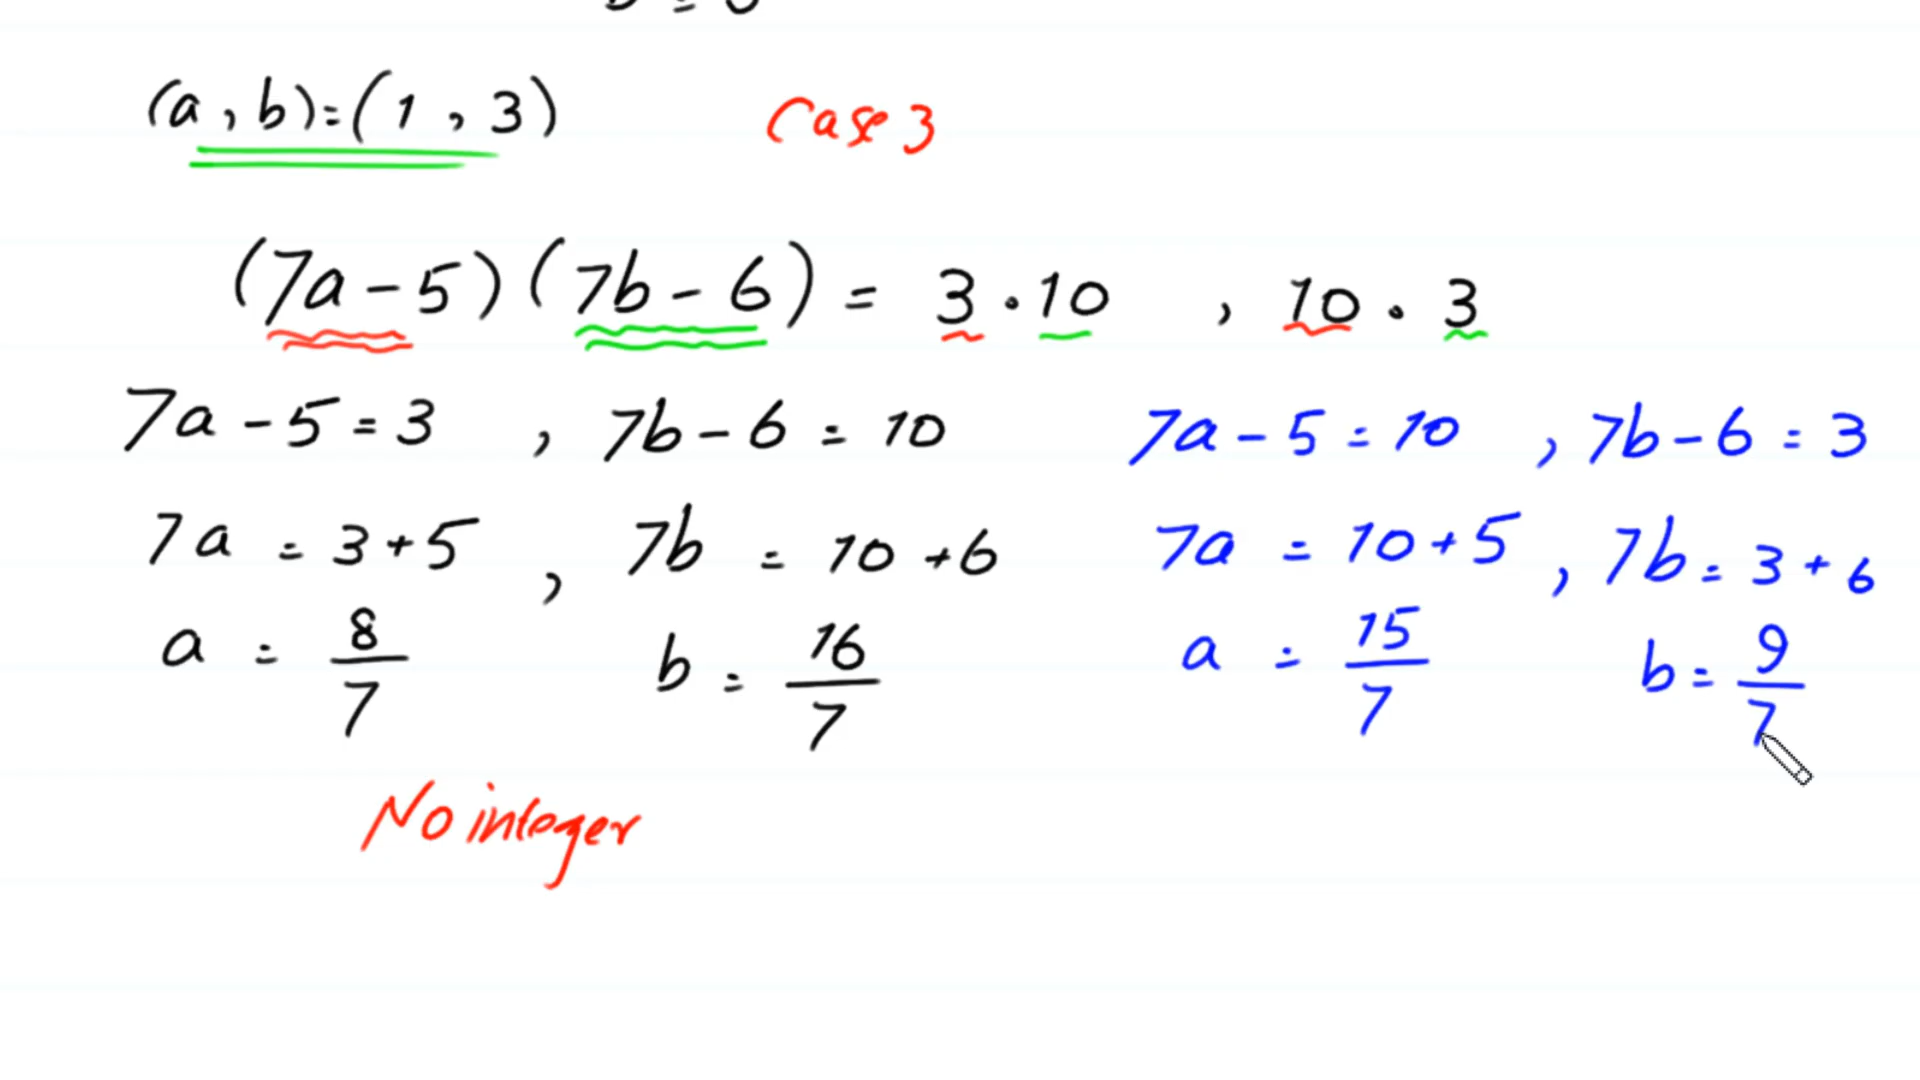 (a, b)=(1, 3)
Case 3
(7a-5)(7b-6) = 3·10 , 10·3
7a-5=3 , 7b-6=10
7a = 3+5 , 7b = 10+6
a = 8/7 b = 16/7
No integer
7a-5=10 , 7b-6=3
7a = 10+5 , 7b = 3+6
a = 15/7 b = 9/7